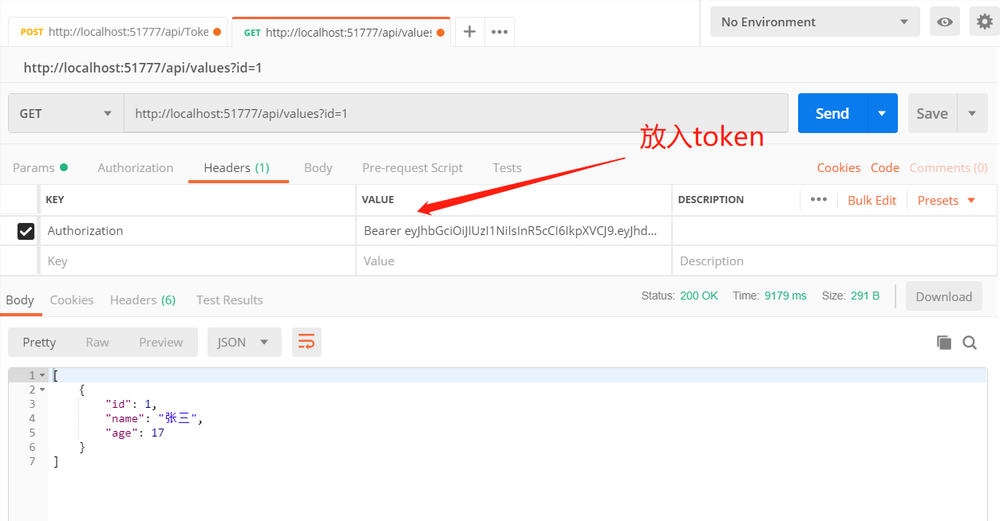 POST http://localhost:51777/api/Toke GET http://localhost:51777/api/values No Environment
http://localhost:51777/api/values?id=1
GET http://localhost:51777/api/values?id=1 Send Save
放入token
Params Authorization Headers (1) Body Pre-request Script Tests Cookies Code Comments (0)
KEY VALUE DESCRIPTION ••• Bulk Edit Presets
Authorization Bearer eyJhbGciOiJIUzI1NiIsInR5cCI6IkpXVCJ9.eyJhd...
Key Value Description
Body Cookies Headers (6) Test Results Status: 200 OK Time: 9179 ms Size: 291 B Download
Pretty Raw Preview JSON
1 [
2 {
3 "id": 1,
4 "name": "张三",
5 "age": 17
6 }
7 ]